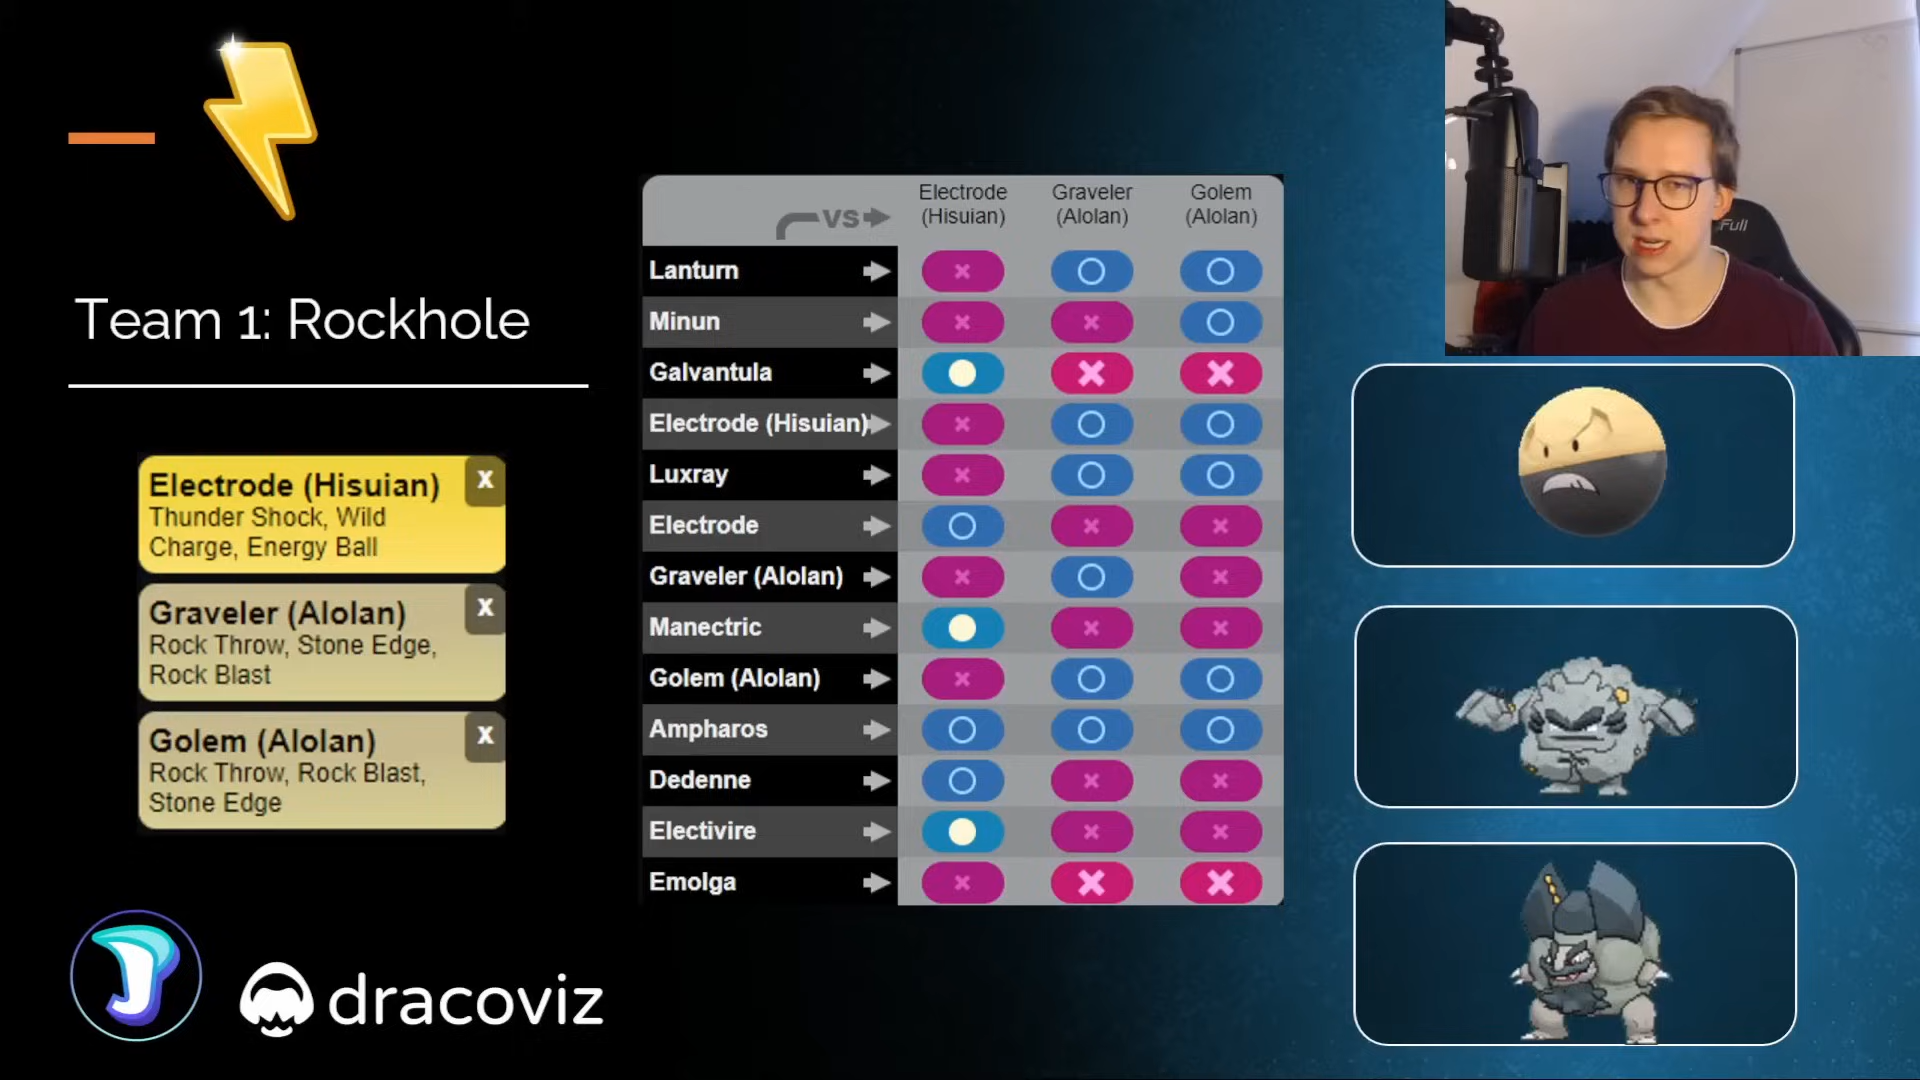 Team 1: Rockhole
Electrode (Hisuian) X
Thunder Shock, Wild
Charge, Energy Ball
Graveler (Alolan) X
Rock Throw, Stone Edge,
Rock Blast
Golem (Alolan) X
Rock Throw, Rock Blast,
Stone Edge
dracoviz
VS
Electrode
(Hisuian)
Graveler
(Alolan)
Golem
(Alolan)
Lanturn
Minun
Galvantula
Electrode (Hisuian)
Luxray
Electrode
Graveler (Alolan)
Manectric
Golem (Alolan)
Ampharos
Dedenne
Electivire
Emolga
Full